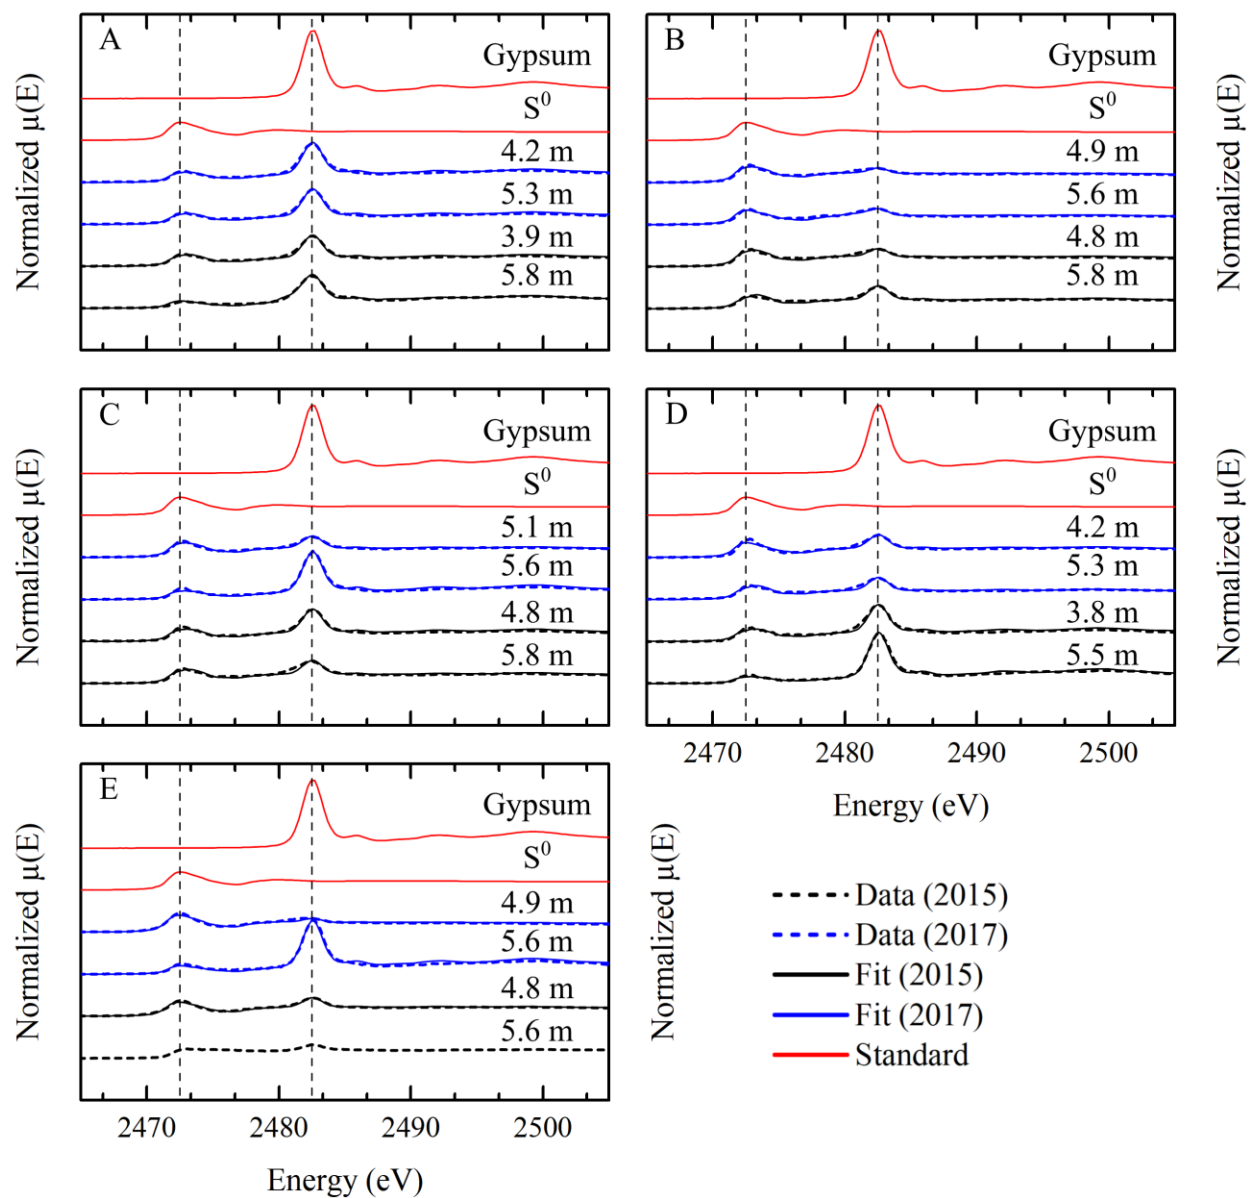 A
Gypsum
S⁰
4.2 m
5.3 m
3.9 m
5.8 m
Normalized μ(E)
B
Gypsum
S⁰
4.9 m
5.6 m
4.8 m
5.8 m
Normalized μ(E)
C
Gypsum
S⁰
5.1 m
5.6 m
4.8 m
5.8 m
Normalized μ(E)
D
Gypsum
S⁰
4.2 m
5.3 m
3.8 m
5.5 m
Normalized μ(E)
2470 2480 2490 2500
Energy (eV)
E
Gypsum
S⁰
4.9 m
5.6 m
4.8 m
5.6 m
Normalized μ(E)
Normalized μ(E)
2470 2480 2490 2500
Energy (eV)
Data (2015)
Data (2017)
Fit (2015)
Fit (2017)
Standard